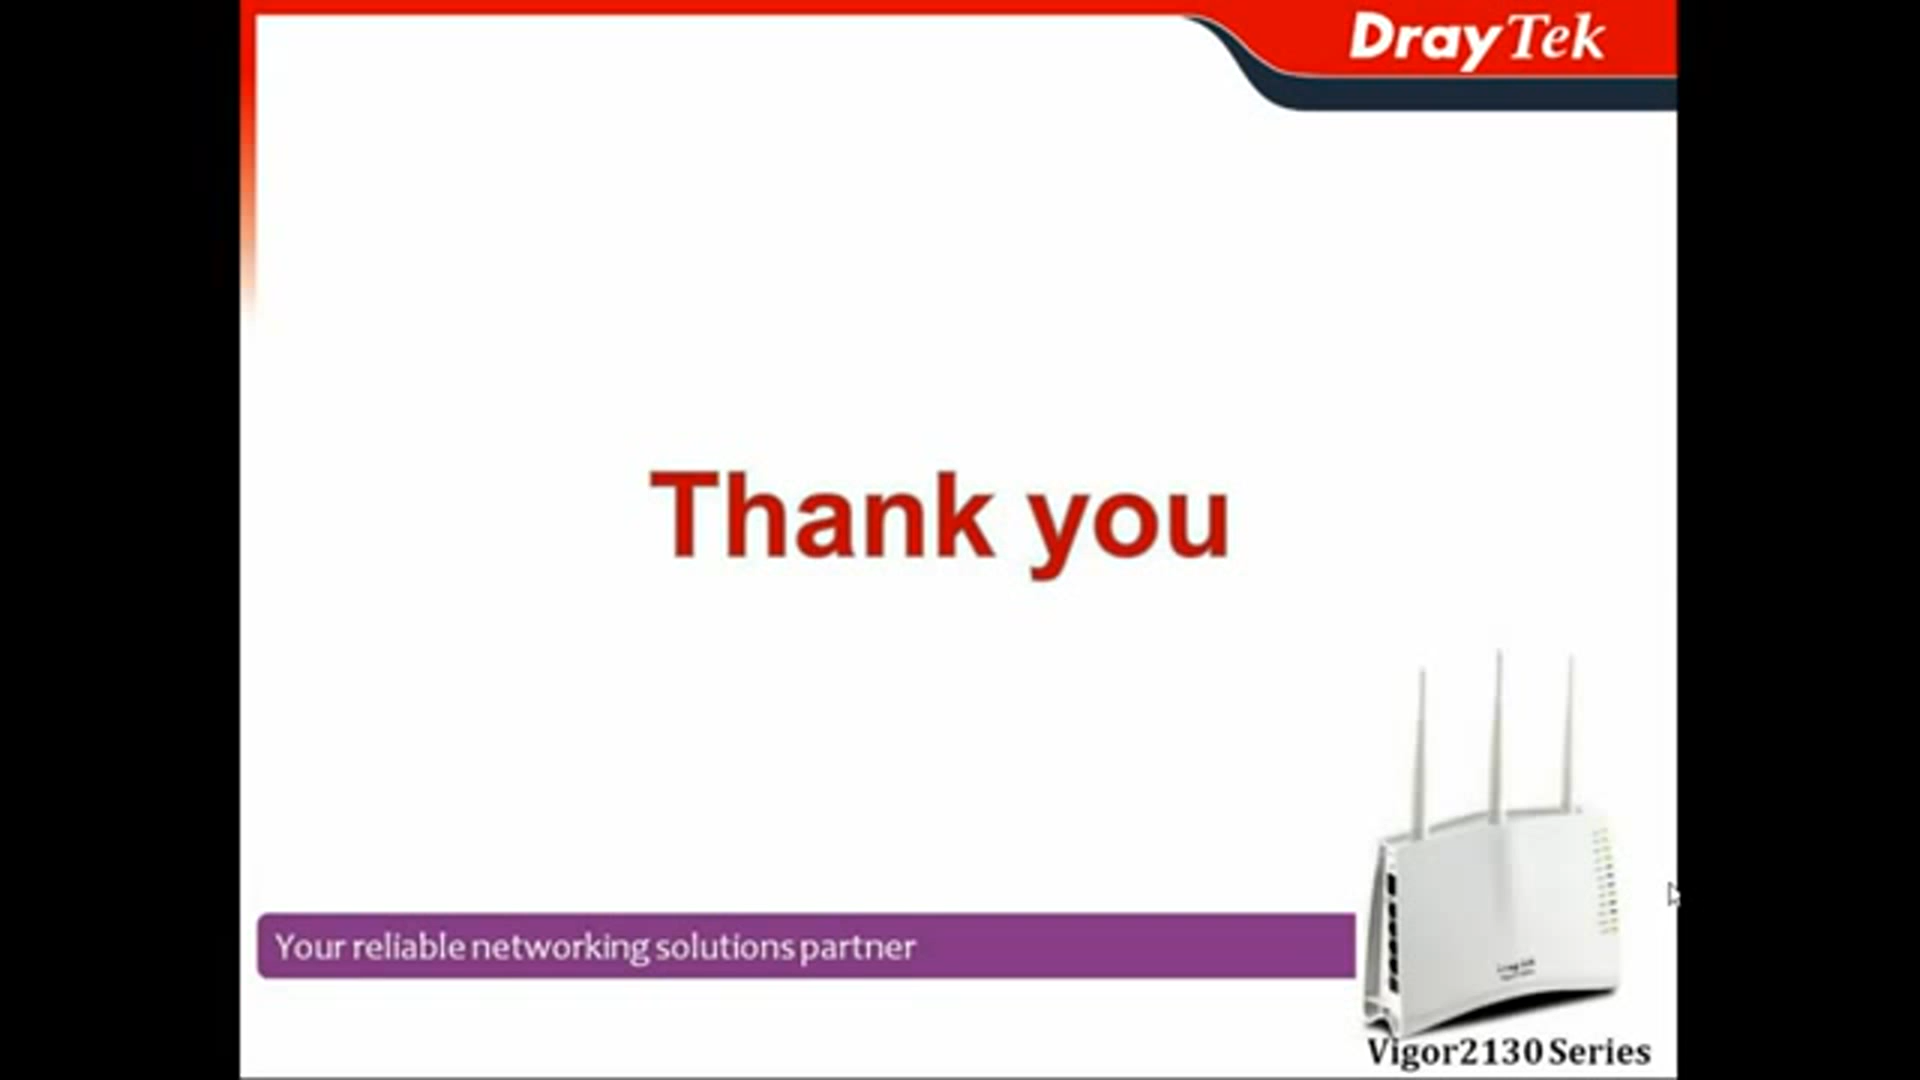 DrayTek
Thank you
Your reliable networking solutions partner
Vigor2130 Series